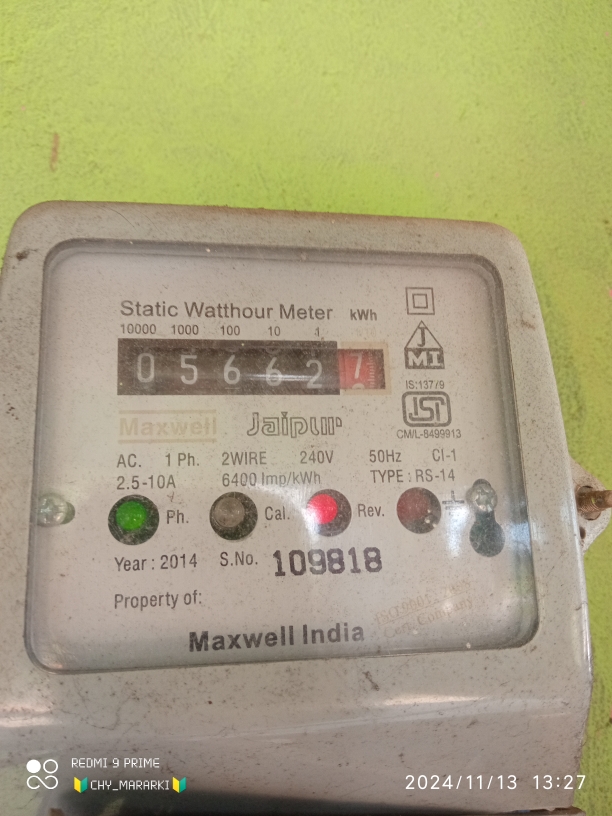 Static Watthour Meter kWh
10000 1000 100 10 1
0 5 6 6 2 7
J
MI
IS:13779
ISI
CM/L-8499913
Maxwell Jaipur
AC. 1 Ph. 2WIRE 240V 50Hz Cl-1
2.5-10A 6400 Imp/kWh TYPE : RS-14
Ph. Cal. Rev.
Year : 2014 S.No. 109818
Property of:
Company
Maxwell India
REDMI 9 PRIME
🔰CHY_MARARKI🔰
2024/11/13 13:27